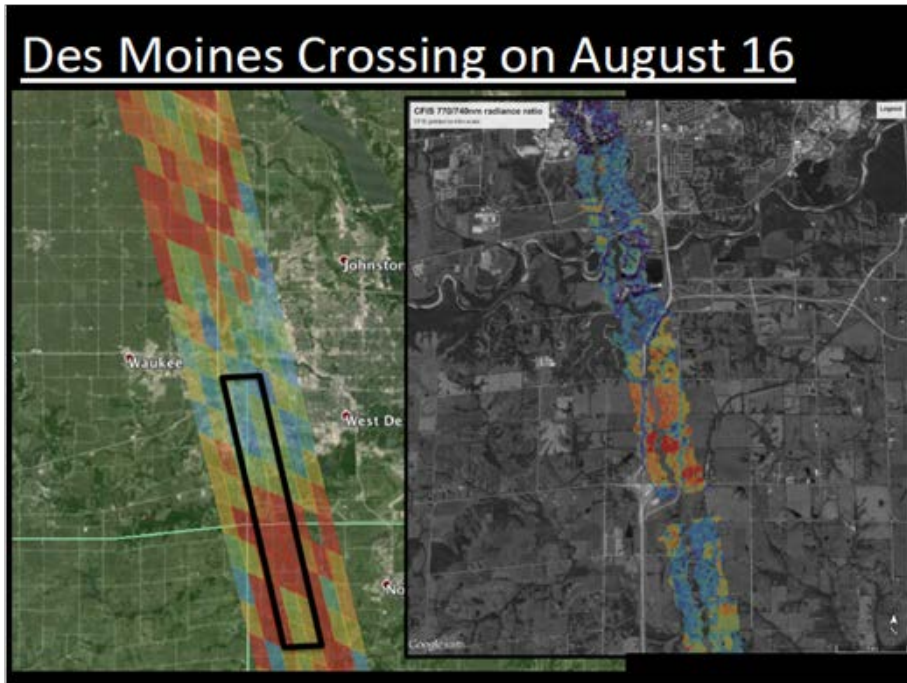 Des Moines Crossing on August 16
CFIS 770/740nm radiance ratio
Legend
Johnston
Waukee
West De
No
Google earth